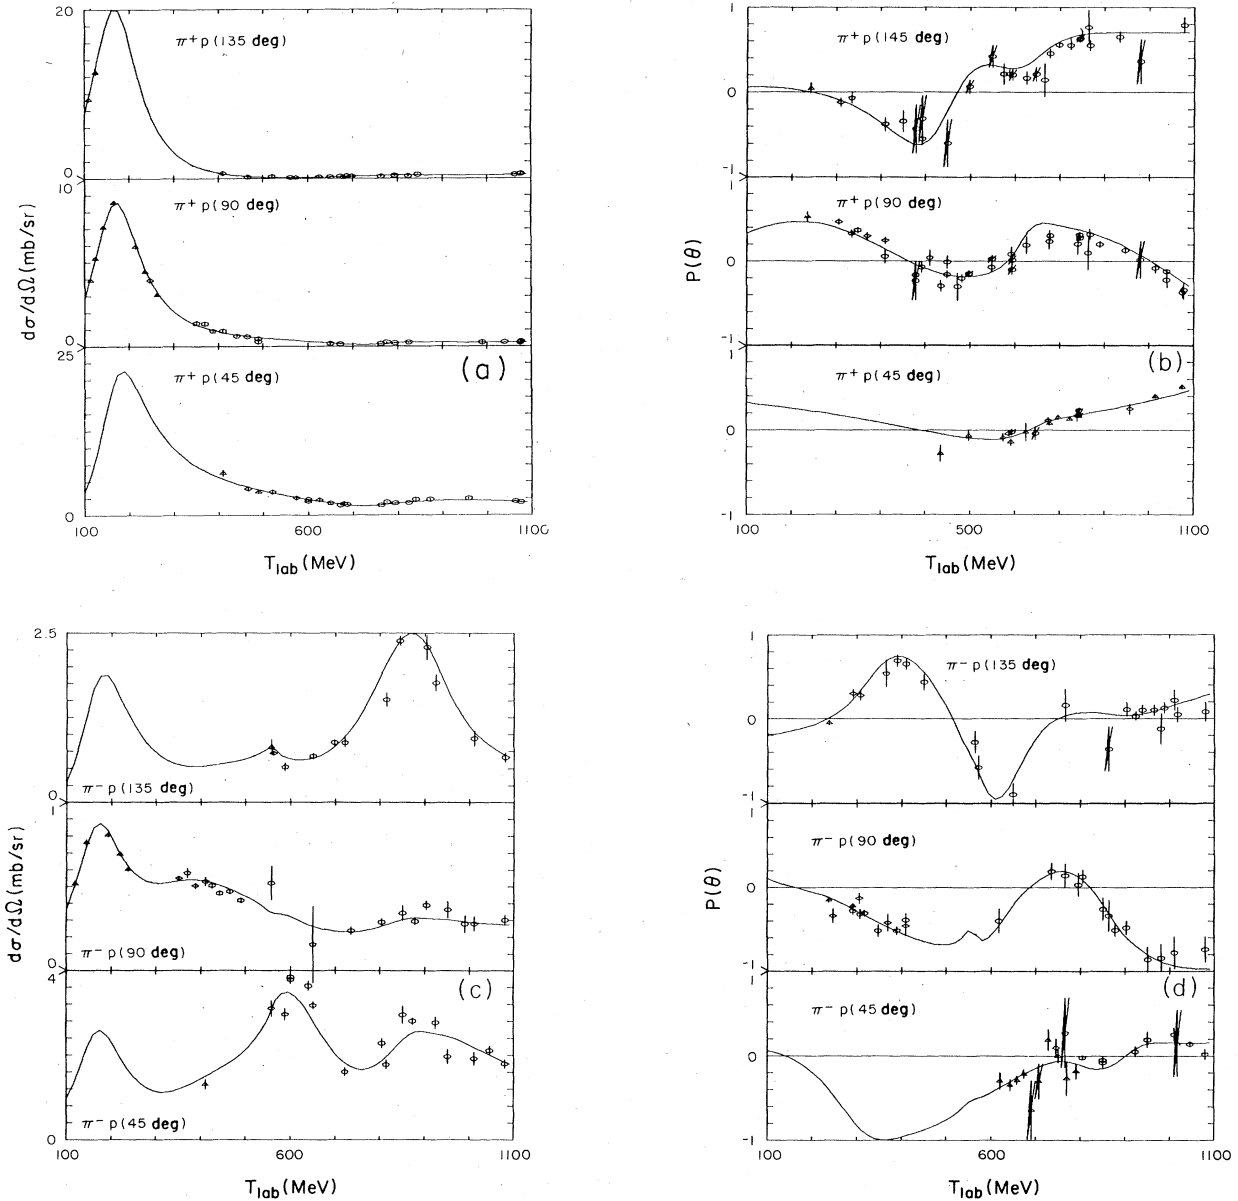 20
π⁺p (135 deg)
0
10
π⁺p (90 deg)
dσ/dΩ (mb/sr)
0
25
π⁺p (45 deg)
(a)
0
100
600
1100
T_lab (MeV)
1
π⁺p (145 deg)
0
-1
1
π⁺p (90 deg)
P(θ)
0
-1
1
π⁺p (45 deg)
(b)
0
-1
100
500
1100
T_lab (MeV)
2.5
0
π⁻p (135 deg)
1
dσ/dΩ (mb/sr)
π⁻p (90 deg)
0
4
(c)
π⁻p (45 deg)
0
100
600
1100
T_lab (MeV)
1
π⁻p (135 deg)
0
-1
1
π⁻p (90 deg)
P(θ)
0
-1
1
(d)
π⁻p (45 deg)
0
-1
100
600
1100
T_lab (MeV)